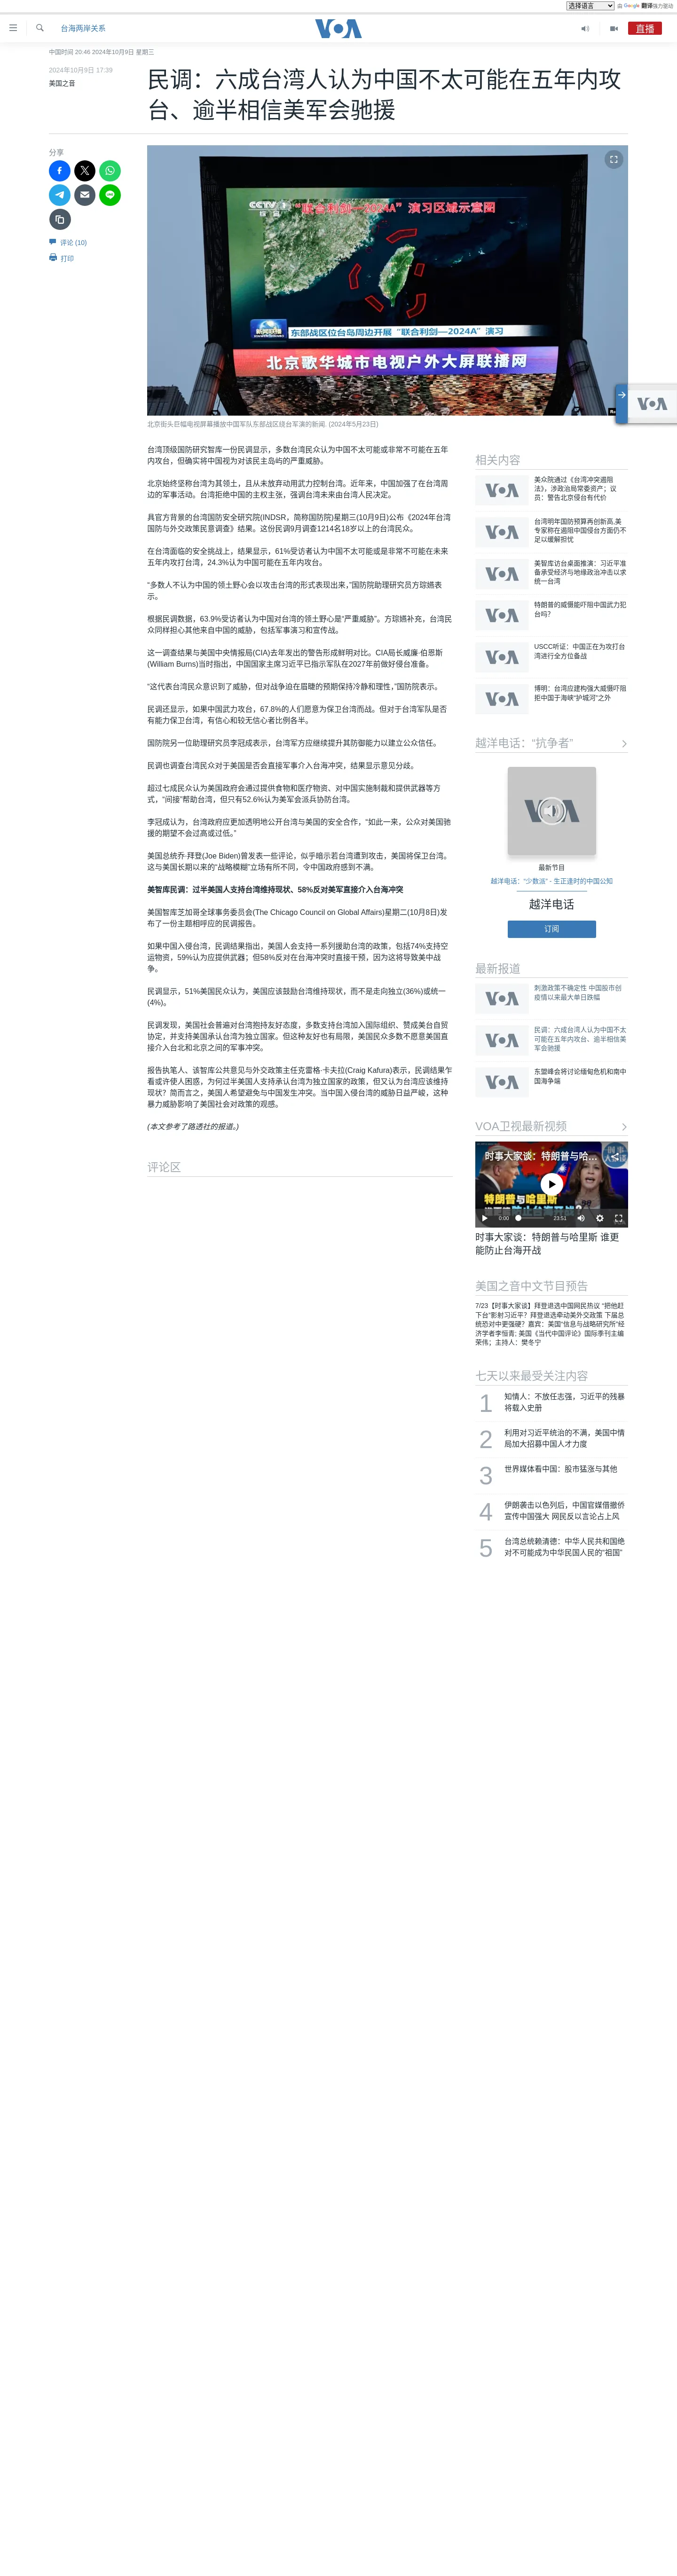 选择语言 由 Google 翻译强力驱动
台海两岸关系
VOA
直播
中国时间 20:46 2024年10月9日 星期三
2024年10月9日 17:39
美国之音
民调：六成台湾人认为中国不太可能在五年内攻
台、逾半相信美军会驰援
分享
评论 (10)
打印
CCTV
综合
“联合利剑—2024A”演习区域示意图
新闻联播
东部战区位台岛周边开展“联合利剑—2024A”演习
北京歌华城市电视户外大屏联播网
北京街头巨幅电视屏幕播放中国军队东部战区绕台军演的新闻. (2024年5月23日)
VOA
台湾顶级国防研究智库一份民调显示，多数台湾民众认为中国不太可能或非常不可能在五年
内攻台，但确实将中国视为对该民主岛屿的严重威胁。
北京始终坚称台湾为其领土，且从未放弃动用武力控制台湾。近年来，中国加强了在台湾周
边的军事活动。台湾拒绝中国的主权主张，强调台湾未来由台湾人民决定。
具官方背景的台湾国防安全研究院(INDSR，简称国防院)星期三(10月9日)公布《2024年台湾
国防与外交政策民意调查》结果。这份民调9月调查1214名18岁以上的台湾民众。
在台湾面临的安全挑战上，结果显示，61%受访者认为中国不太可能或是非常不可能在未来
五年内攻打台湾，24.3%认为中国可能在五年内攻台。
“多数人不认为中国的领土野心会以攻击台湾的形式表现出来,”国防院助理研究员方琮嬿表
示。
根据民调数据，63.9%受访者认为中国对台湾的领土野心是“严重威胁”。方琮嬿补充，台湾民
众同样担心其他来自中国的威胁，包括军事演习和宣传战。
这一调查结果与美国中央情报局(CIA)去年发出的警告形成鲜明对比。CIA局长威廉·伯恩斯
(William Burns)当时指出，中国国家主席习近平已指示军队在2027年前做好侵台准备。
“这代表台湾民众意识到了威胁，但对战争迫在眉睫的预期保持冷静和理性，”国防院表示。
民调还显示，如果中国武力攻台，67.8%的人们愿意为保卫台湾而战。但对于台湾军队是否
有能力保卫台湾，有信心和较无信心者比例各半。
国防院另一位助理研究员李冠成表示，台湾军方应继续提升其防御能力以建立公众信任。
民调也调查台湾民众对于美国是否会直接军事介入台海冲突，结果显示意见分歧。
超过七成民众认为美国政府会通过提供食物和医疗物资、对中国实施制裁和提供武器等方
式，“间接”帮助台湾，但只有52.6%认为美军会派兵协防台湾。
李冠成认为，台湾政府应更加透明地公开台湾与美国的安全合作，“如此一来，公众对美国驰
援的期望不会过高或过低。”
美国总统乔·拜登(Joe Biden)曾发表一些评论，似乎暗示若台湾遭到攻击，美国将保卫台湾。
这与美国长期以来的“战略模糊”立场有所不同，令中国政府感到不满。
美智库民调：过半美国人支持台湾维持现状、58%反对美军直接介入台海冲突
美国智库芝加哥全球事务委员会(The Chicago Council on Global Affairs)星期二(10月8日)发
布了一份主题相呼应的民调报告。
如果中国入侵台湾，民调结果指出，美国人会支持一系列援助台湾的政策，包括74%支持空
运物资，59%认为应提供武器；但58%反对在台海冲突时直接干预，因为这将导致美中战
争。
民调显示，51%美国民众认为，美国应该鼓励台湾维持现状，而不是走向独立(36%)或统一
(4%)。
民调发现，美国社会普遍对台湾抱持友好态度，多数支持台湾加入国际组织、赞成美台自贸
协定，并支持美国承认台湾为独立国家。但这种友好也有局限，美国民众多数不愿意美国直
接介入台北和北京之间的军事冲突。
报告执笔人、该智库公共意见与外交政策主任克雷格·卡夫拉(Craig Kafura)表示，民调结果乍
看或许使人困惑，为何过半美国人支持承认台湾为独立国家的政策，但又认为台湾应该维持
现状？简而言之，美国人希望避免与中国发生冲突。当中国入侵台湾的威胁日益严峻，这种
暴力威胁影响了美国社会对政策的观感。
(本文参考了路透社的报道。)
评论区
相关内容
VOA
美众院通过《台湾冲突遏阻
法》，涉政治局常委资产；议
员：警告北京侵台有代价
VOA
台湾明年国防预算再创新高,美
专家称在遏阻中国侵台方面仍不
足以缓解担忧
VOA
美智库访台桌面推演：习近平准
备承受经济与地缘政治冲击以求
统一台湾
VOA
特朗普的威慑能吓阻中国武力犯
台吗?
VOA
USCC听证：中国正在为攻打台
湾进行全方位备战
VOA
博明：台湾应建构强大威慑吓阻
拒中国于海峡“护城河”之外
越洋电话：“抗争者”
VOA
最新节目
越洋电话：“少数派” - 生正逢时的中国公知
越洋电话
订阅
最新报道
VOA
刺激政策不确定性 中国股市创
疫情以来最大单日跌幅
VOA
民调：六成台湾人认为中国不太
可能在五年内攻台、逾半相信美
军会驰援
VOA
东盟峰会将讨论缅甸危机和南中
国海争端
VOA卫视最新视频
时事大家谈：特朗普与哈...
特朗普与哈里斯
0:00 23:51
时事大家谈：特朗普与哈里斯 谁更
能防止台海开战
美国之音中文节目预告
7/23【时事大家谈】拜登退选中国网民热议 “把他赶
下台”影射习近平？拜登退选牵动美外交政策 下届总
统恐对中更强硬？嘉宾：美国“信息与战略研究所”经
济学者李恒青; 美国《当代中国评论》国际季刊主编
荣伟；主持人：樊冬宁
七天以来最受关注内容
1 知情人：不放任志强，习近平的残暴
将载入史册
2 利用对习近平统治的不满，美国中情
局加大招募中国人才力度
3 世界媒体看中国：股市猛涨与其他
4 伊朗袭击以色列后，中国官媒借撤侨
宣传中国强大 网民反以言论占上风
5 台湾总统赖清德：中华人民共和国绝
对不可能成为中华民国人民的“祖国”